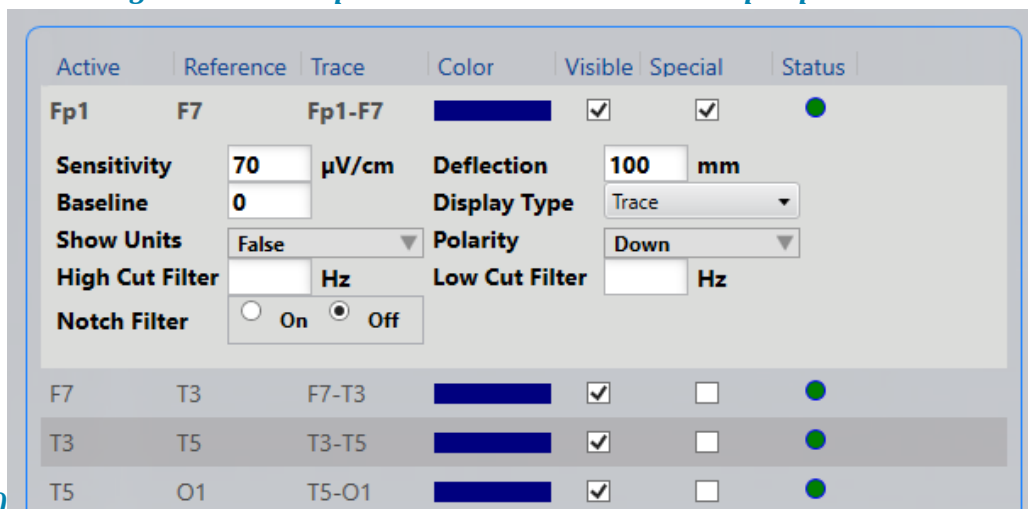 Active Reference Trace Color Visible Special Status
Fp1 F7 Fp1-F7
Sensitivity 70 µV/cm Deflection 100 mm
Baseline 0 Display Type Trace
Show Units False Polarity Down
High Cut Filter Hz Low Cut Filter Hz
Notch Filter On Off
F7 T3 F7-T3
T3 T5 T3-T5
T5 O1 T5-O1